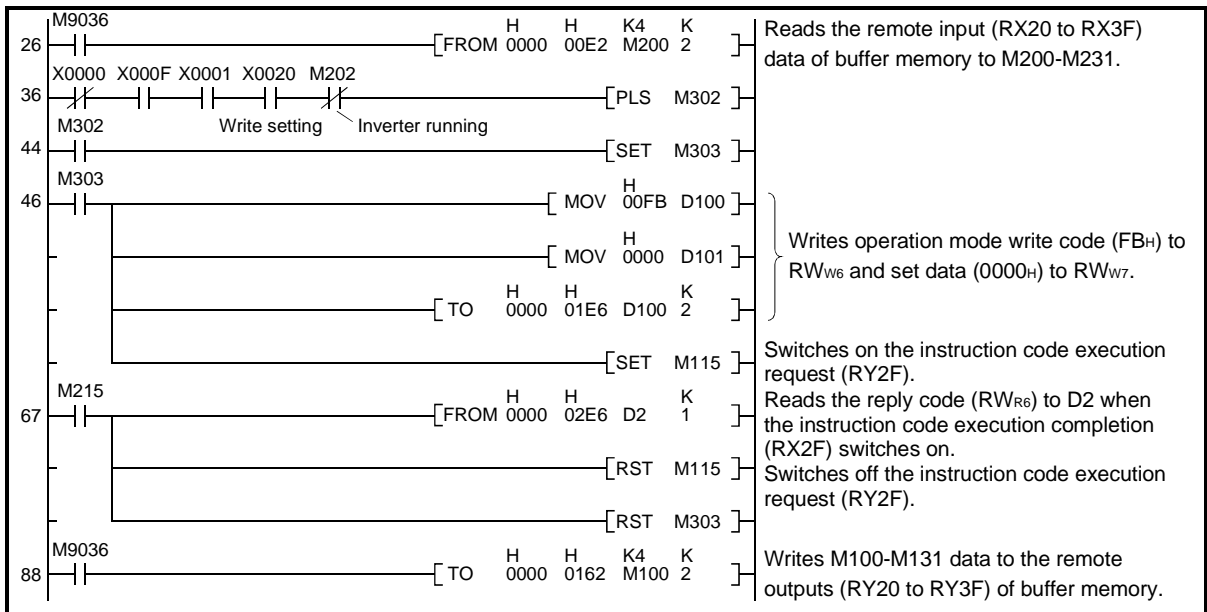 M9036
H H K4 K
26 FROM 0000 00E2 M200 2
Reads the remote input (RX20 to RX3F)
data of buffer memory to M200-M231.
X0000 X000F X0001 X0020 M202
36 PLS M302
Write setting Inverter running
M302
44 SET M303
M303
H
46 MOV 00FB D100
H
MOV 0000 D101
H H K
TO 0000 01E6 D100 2
Writes operation mode write code (FBH) to
RWW6 and set data (0000H) to RWW7.
SET M115
Switches on the instruction code execution
request (RY2F).
M215
H H K
67 FROM 0000 02E6 D2 1
Reads the reply code (RWR6) to D2 when
the instruction code execution completion
(RX2F) switches on.
RST M115
Switches off the instruction code execution
request (RY2F).
RST M303
M9036
H H K4 K
88 TO 0000 0162 M100 2
Writes M100-M131 data to the remote
outputs (RY20 to RY3F) of buffer memory.